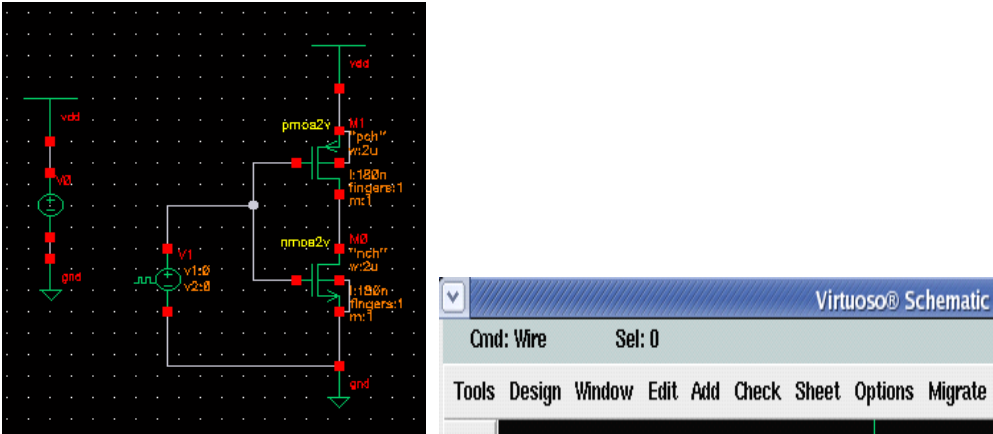 vdd
vdd
V0
gnd
pmos2v
M1
"pch"
w:2u
l:180n
fingers:1
m:1
nmos2v
M0
"nch"
w:2u
l:180n
fingers:1
m:1
V1
v1:0
v2:0
gnd
Virtuoso® Schematic
Cmd: Wire Sel: 0
Tools Design Window Edit Add Check Sheet Options Migrate